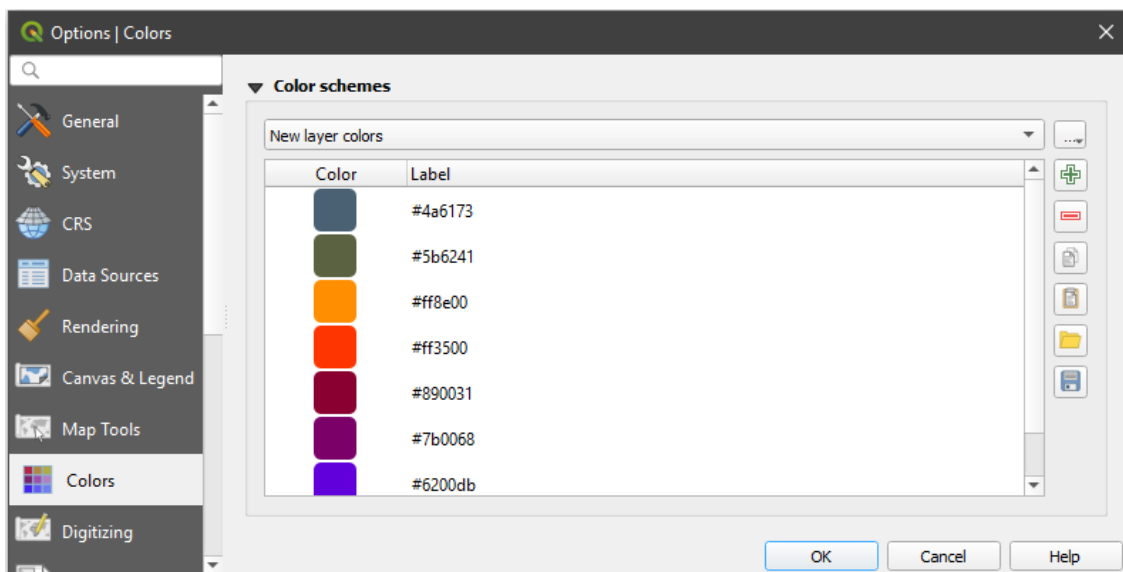 Options | Colors
General
System
CRS
Data Sources
Rendering
Canvas & Legend
Map Tools
Colors
Digitizing
Color schemes
New layer colors
...
Color Label
#4a6173
#5b6241
#ff8e00
#ff3500
#890031
#7b0068
#6200db
OK Cancel Help